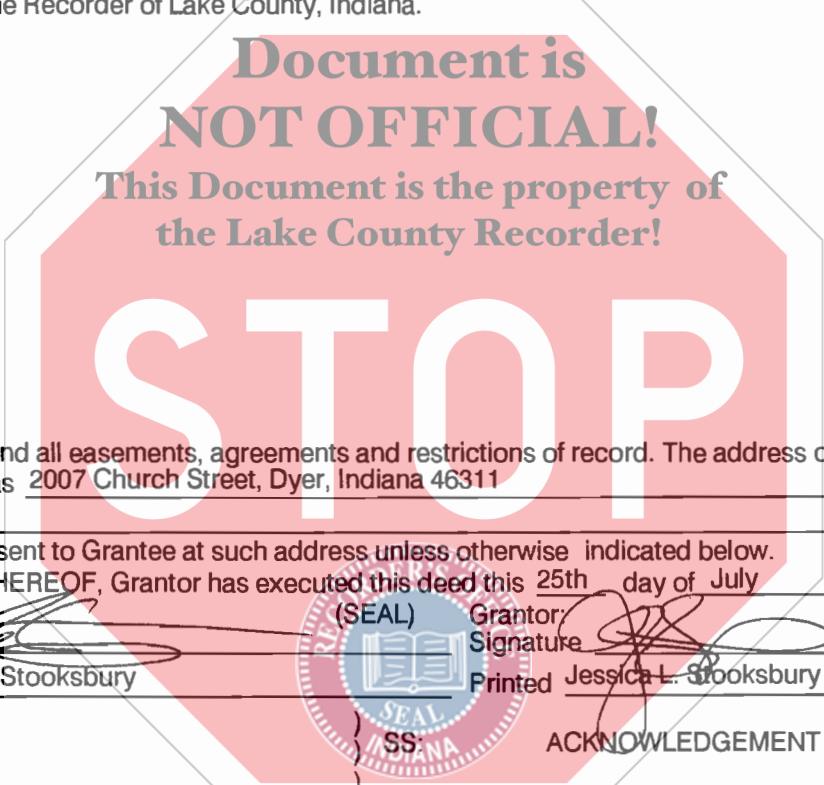 e Recorder of Lake County, Indiana.
Document is
NOT OFFICIAL!
This Document is the property of
the Lake County Recorder!
STOP
nd all easements, agreements and restrictions of record. The address o
s 2007 Church Street, Dyer, Indiana 46311
sent to Grantee at such address unless otherwise indicated below.
HEREOF, Grantor has executed this deed this 25th day of July
(SEAL) Grantor:
Signature
Stooksbury Printed Jessica L. Stooksbury
RECORDER'S OFFICE
SEAL
INDIANA
) SS: ACKNOWLEDGEMENT
)